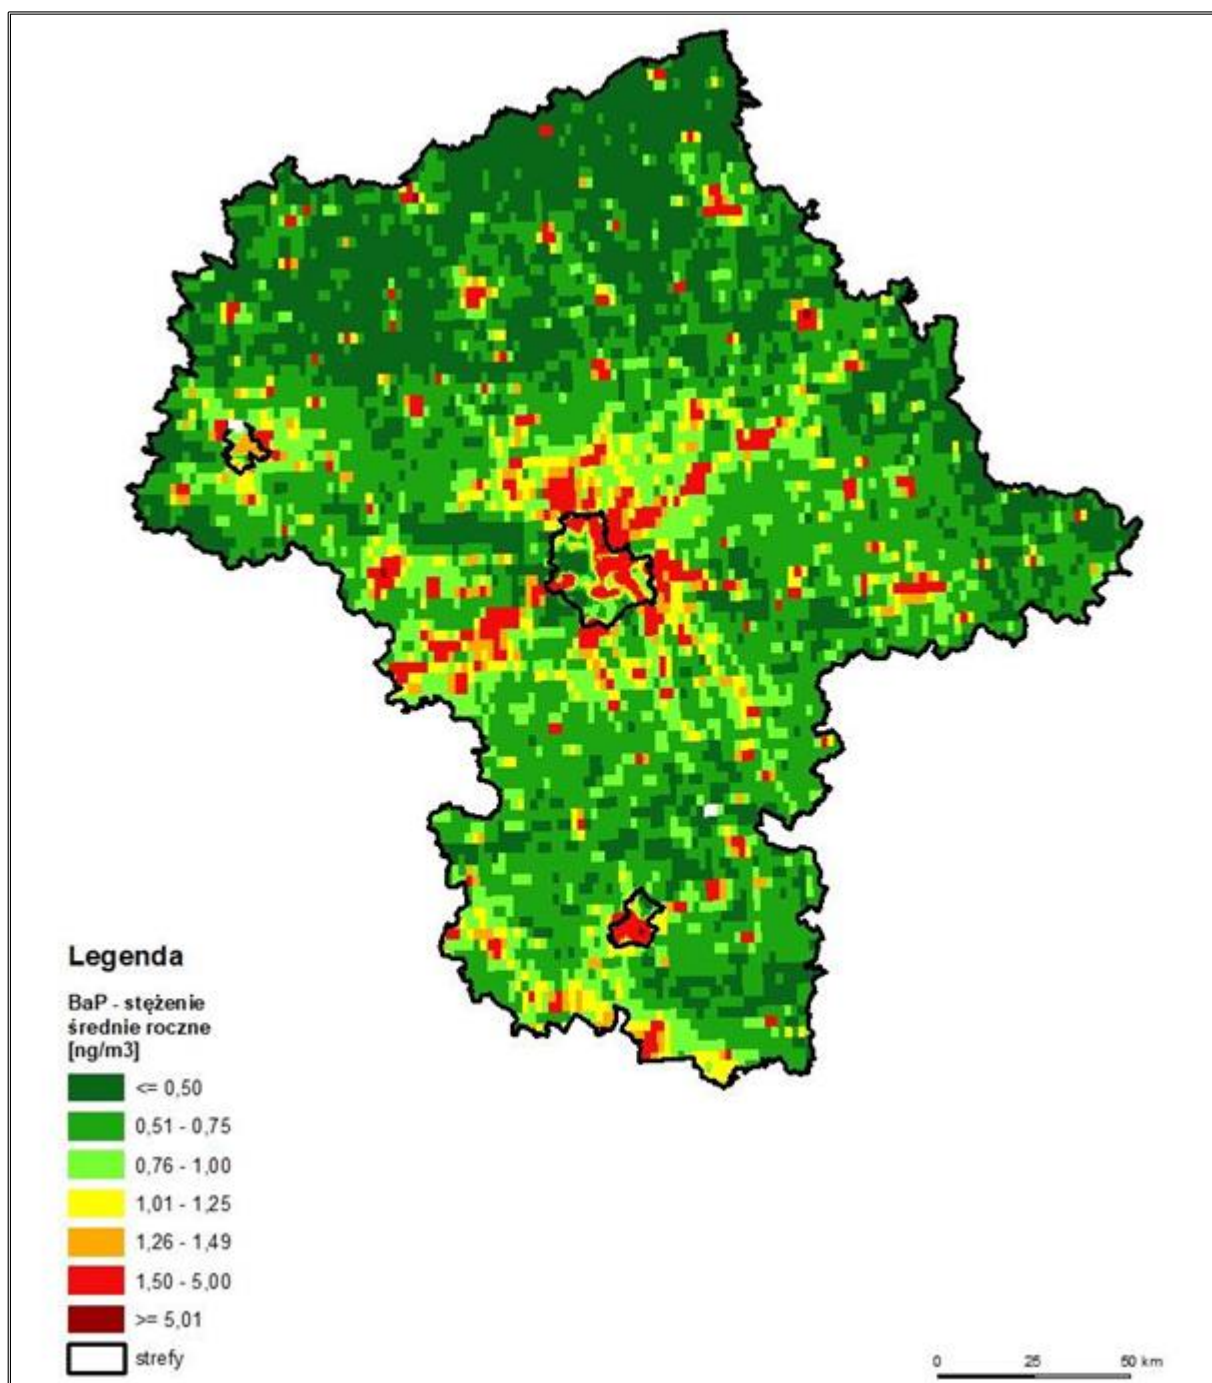 Legenda
BaP - stężenie
średnie roczne
[ng/m3]
<= 0,50
0,51 - 0,75
0,76 - 1,00
1,01 - 1,25
1,26 - 1,49
1,50 - 5,00
>= 5,01
strefy
0 25 50 km